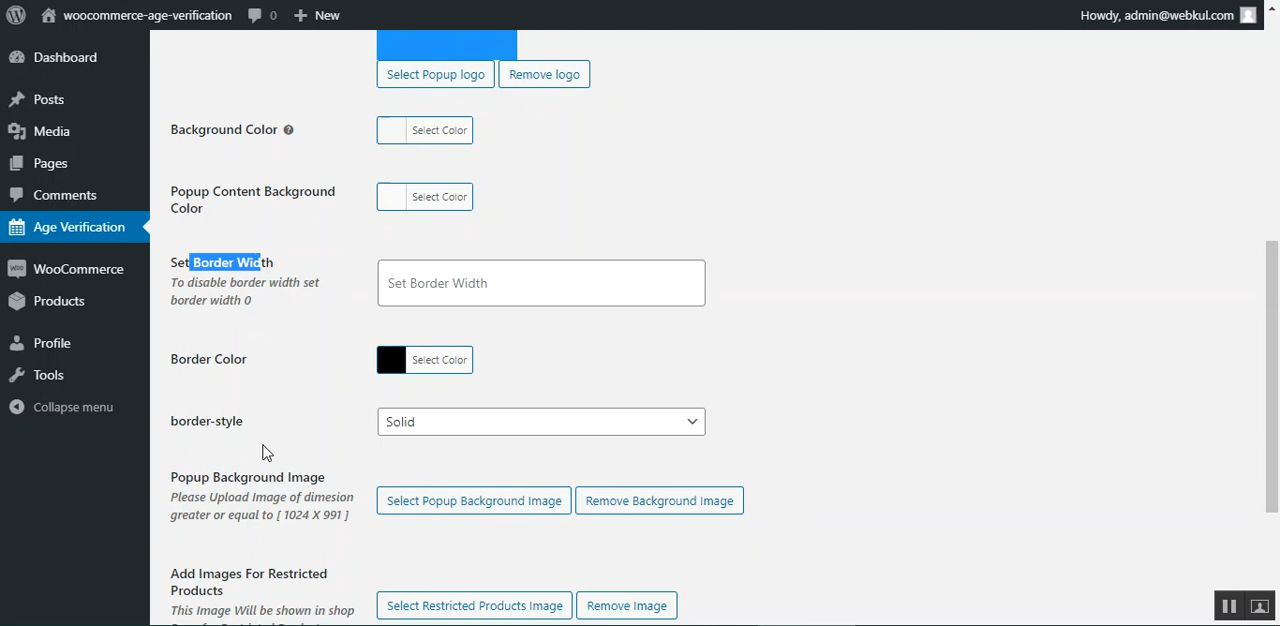 woocommerce-age-verification 0 New Howdy, admin@webkul.com
Dashboard
Posts
Media
Pages
Comments
Age Verification
WooCommerce
Products
Profile
Tools
Collapse menu
Select Popup logo Remove logo
Background Color Select Color
Popup Content Background
Color
Select Color
Set Border Width
To disable border width set
border width 0
Set Border Width
Border Color Select Color
border-style Solid
Popup Background Image
Please Upload Image of dimesion
greater or equal to [ 1024 X 991 ]
Select Popup Background Image Remove Background Image
Add Images For Restricted
Products
This Image Will be shown in shop
Select Restricted Products Image Remove Image